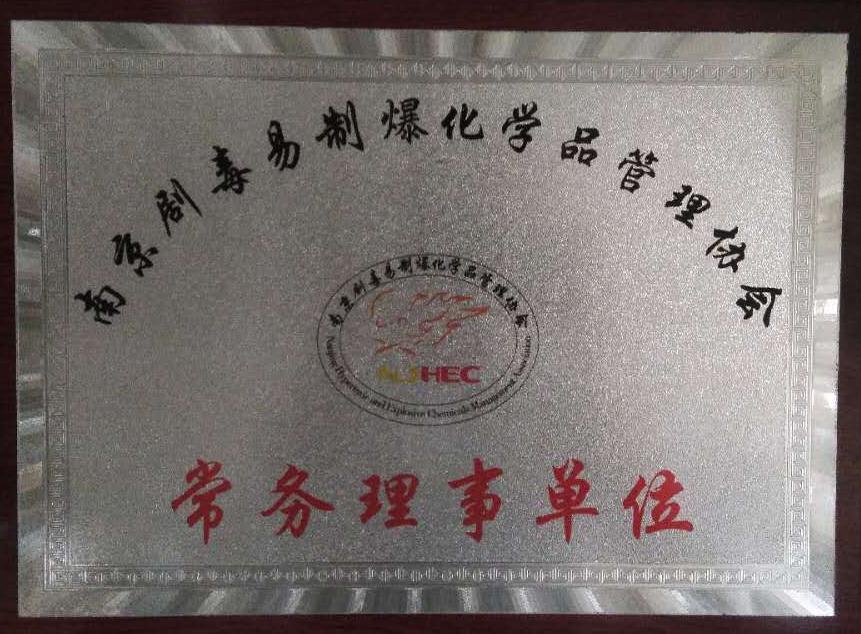 南京剧毒易制爆化学品管理协会
南京剧毒易制爆化学品管理协会
NJHEC
Nanjing Hypertoxic and Explosive Chemicals Management Association
常务理事单位